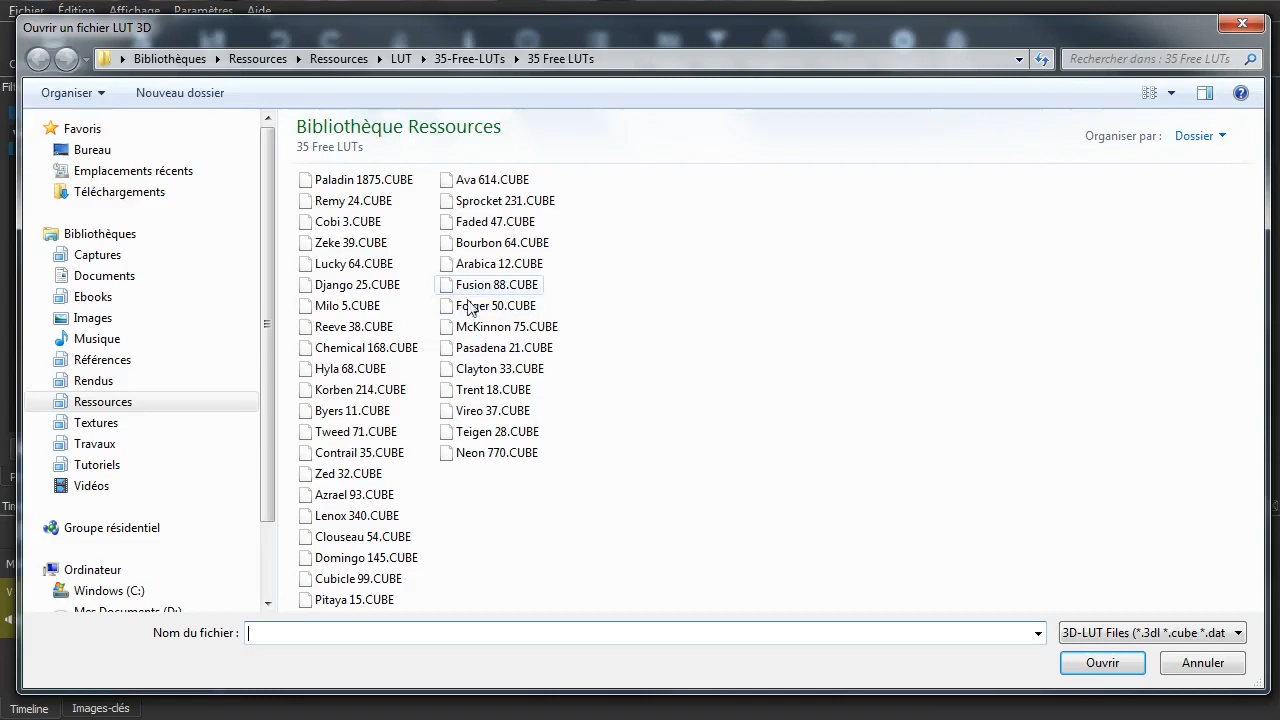 Fichier Édition Affichage Paramètres Aide
Ouvrir un fichier LUT 3D
Bibliothèques Ressources Ressources LUT 35-Free-LUTs 35 Free LUTs
Rechercher dans : 35 Free LUTs
Organiser Nouveau dossier
Favoris
Bureau
Emplacements récents
Téléchargements
Bibliothèques
Captures
Documents
Ebooks
Images
Musique
Références
Rendus
Ressources
Textures
Travaux
Tutoriels
Vidéos
Groupe résidentiel
Ordinateur
Windows (C:)
Mes Documents (D:)
Bibliothèque Ressources
35 Free LUTs
Organiser par : Dossier
Paladin 1875.CUBE
Remy 24.CUBE
Cobi 3.CUBE
Zeke 39.CUBE
Lucky 64.CUBE
Django 25.CUBE
Milo 5.CUBE
Reeve 38.CUBE
Chemical 168.CUBE
Hyla 68.CUBE
Korben 214.CUBE
Byers 11.CUBE
Tweed 71.CUBE
Contrail 35.CUBE
Zed 32.CUBE
Azrael 93.CUBE
Lenox 340.CUBE
Clouseau 54.CUBE
Domingo 145.CUBE
Cubicle 99.CUBE
Pitaya 15.CUBE
Ava 614.CUBE
Sprocket 231.CUBE
Faded 47.CUBE
Bourbon 64.CUBE
Arabica 12.CUBE
Fusion 88.CUBE
50.CUBE
McKinnon 75.CUBE
Pasadena 21.CUBE
Clayton 33.CUBE
Trent 18.CUBE
Vireo 37.CUBE
Teigen 28.CUBE
Neon 770.CUBE
Nom du fichier :
3D-LUT Files (*.3dl *.cube *.dat
Ouvrir Annuler
Timeline Images-clés